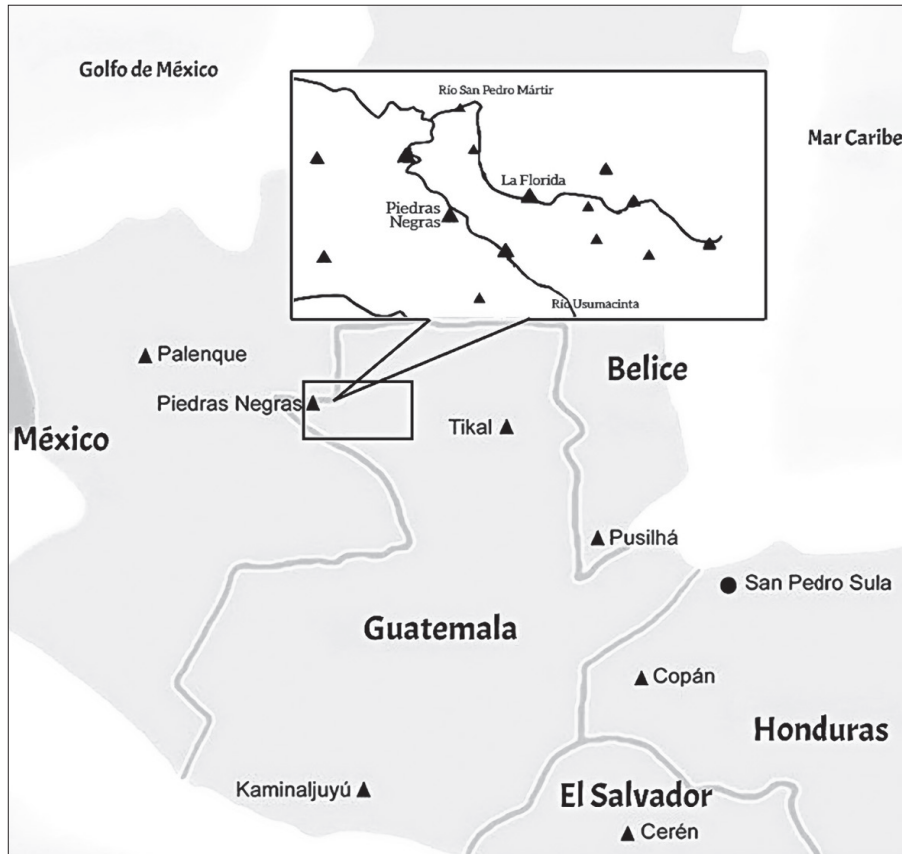 Golfo de México
Mar Caribe
Río San Pedro Mártir
La Florida
Piedras
Negras
Río Usumacinta
Palenque
Belice
Piedras Negras
Tikal
México
Pusilhá
San Pedro Sula
Guatemala
Copán
Honduras
Kaminaljuyú
El Salvador
Cerén